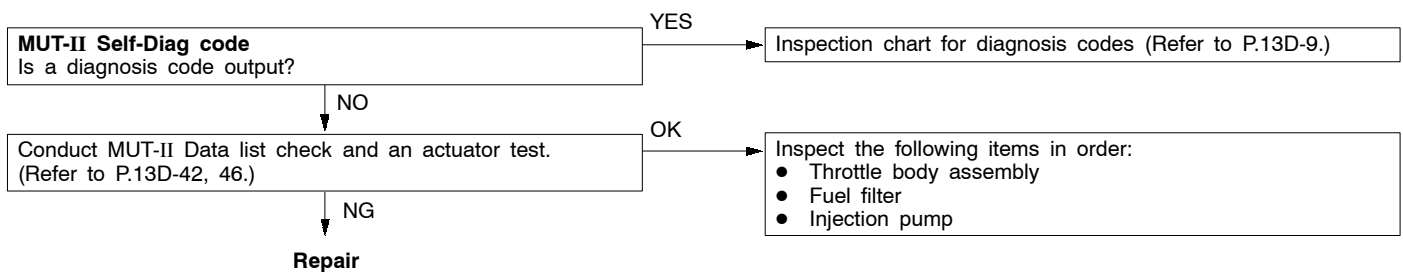 MUT-II Self-Diag code
Is a diagnosis code output?
YES
Inspection chart for diagnosis codes (Refer to P.13D-9.)
NO
Conduct MUT-II Data list check and an actuator test.
(Refer to P.13D-42, 46.)
OK
Inspect the following items in order:
● Throttle body assembly
● Fuel filter
● Injection pump
NG
Repair